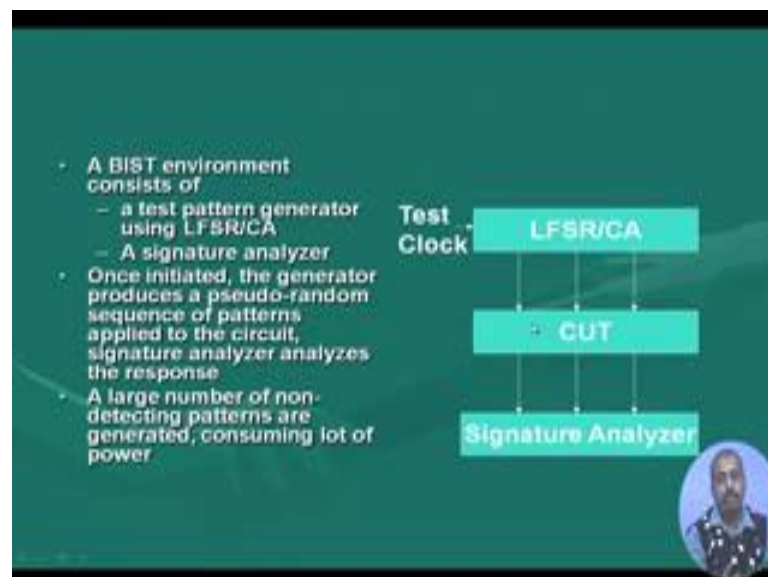 - A BIST environment
consists of
– a test pattern generator
using LFSR/CA
– A signature analyzer
- Once initiated, the generator
produces a pseudo-random
sequence of patterns
applied to the circuit,
signature analyzer analyzes
the response
- A large number of non-
detecting patterns are
generated, consuming lot of
power
Test
Clock
LFSR/CA
CUT
Signature Analyzer